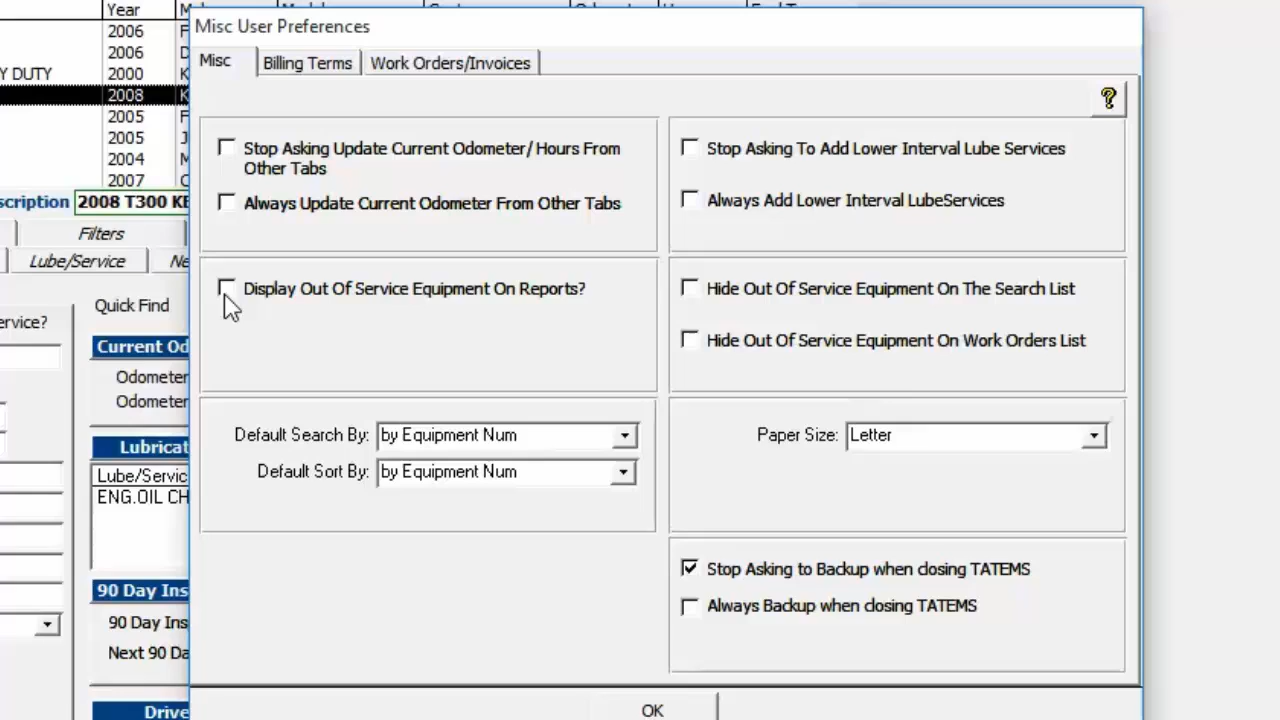 Year
2006
2006
Y DUTY 2000
2008
2005
2005
2004
2007
scription 2008 T300 KE
Filters
Lube/Service
ervice?
Quick Find
Current Od
Odometer
Odometer
Lubricat
Lube/Servic
ENG.OIL CH
90 Day Ins
90 Day Ins
Next 90 Da
Drive
Misc User Preferences
Misc Billing Terms Work Orders/Invoices
?
Stop Asking Update Current Odometer/Hours From
Other Tabs
Always Update Current Odometer From Other Tabs
Stop Asking To Add Lower Interval Lube Services
Always Add Lower Interval LubeServices
Display Out Of Service Equipment On Reports?
Hide Out Of Service Equipment On The Search List
Hide Out Of Service Equipment On Work Orders List
Default Search By: by Equipment Num
Default Sort By: by Equipment Num
Paper Size: Letter
Stop Asking to Backup when closing TATEMS
Always Backup when closing TATEMS
OK